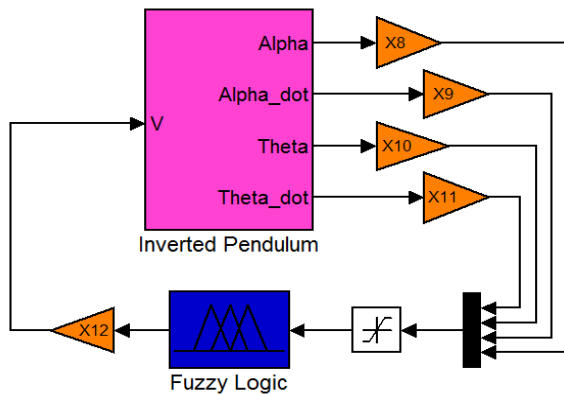 Alpha
X8
Alpha_dot
X9
V
Theta
X10
Theta_dot
X11
Inverted Pendulum
X12
Fuzzy Logic